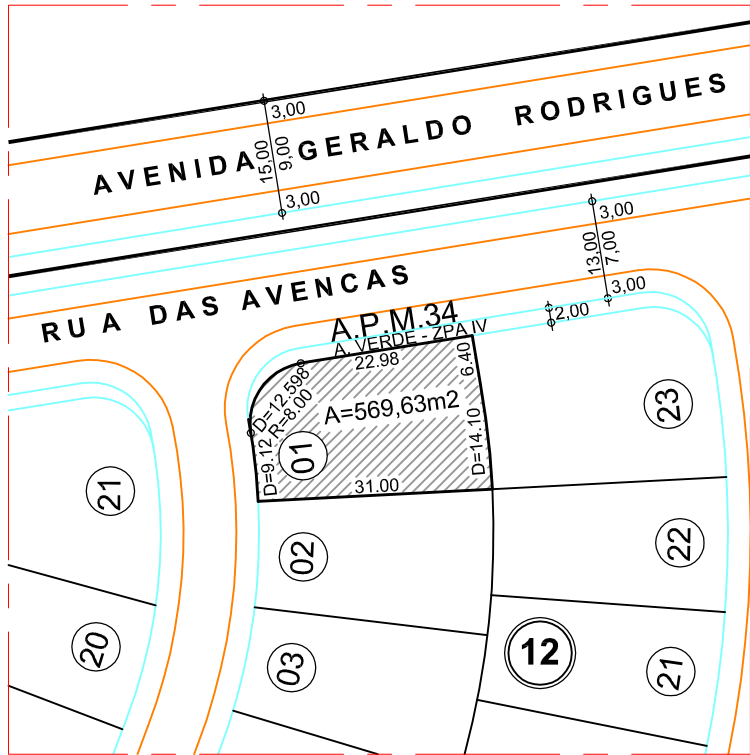 AVENIDA GERALDO RODRIGUES
3,00
15,00
9,00
3,00
3,00
13,00
7,00
3,00
RUA DAS AVENCAS
2,00
A.P.M.34
A. VERDE - ZPA IV
22.98
6.40
D=12.598
R=8.00
A=569,63m2
D=9.12
01
D=14.10
31.00
23
21
02
22
20
03
12
21